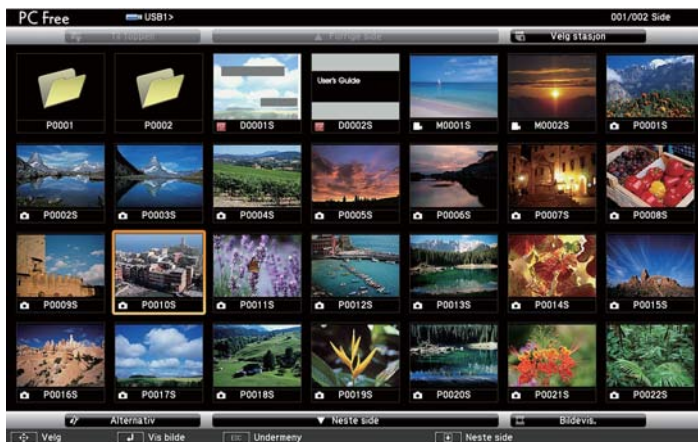 PC Free USB1> 001/002 Side
Til toppen ▲ Forrige side Velg stasjon
User's Guide
P0001 P0002 D0001S D0002S M0001S M0002S P0001S
P0002S P0003S P0004S P0005S P0006S P0007S P0008S
P0009S P0010S P0011S P0012S P0013S P0014S P0015S
P0016S P0017S P0018S P0019S P0020S P0021S P0022S
Alternativ ▼ Neste side Bildevis.
Velg Vis bilde Esc Undermeny Neste side